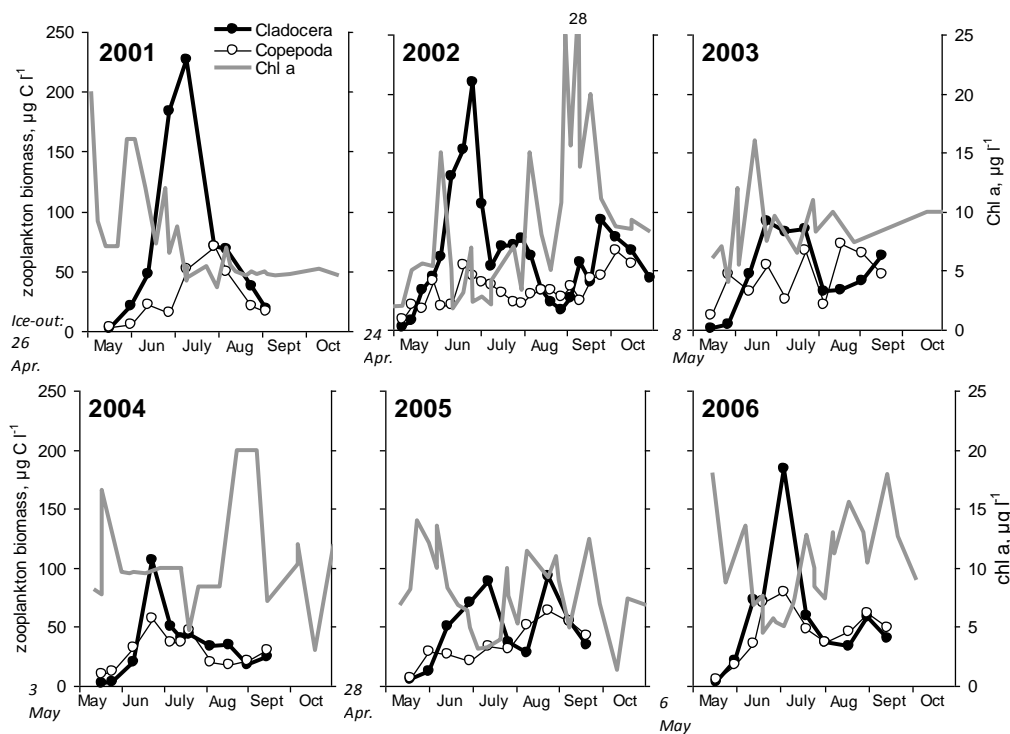 28
250
200
150
100
50
0
zooplankton biomass, µg C l⁻¹
2001
Cladocera
Copepoda
Chl a
2002
2003
25
20
15
10
5
0
Chl a, µg l⁻¹
Ice-out:
26
Apr.
May Jun July Aug Sept Oct
24
Apr.
May Jun July Aug Sept Oct
8
May
May Jun July Aug Sep Oct
250
200
150
100
50
0
zooplankton biomass, µg C l⁻¹
2004
2005
2006
25
20
15
10
5
0
chl a, µg l⁻¹
3
May
May Jun July Aug Sep Oct
28
Apr.
May Jun July Aug Sep Oct
6
May
May Jun July Aug Sep Oct